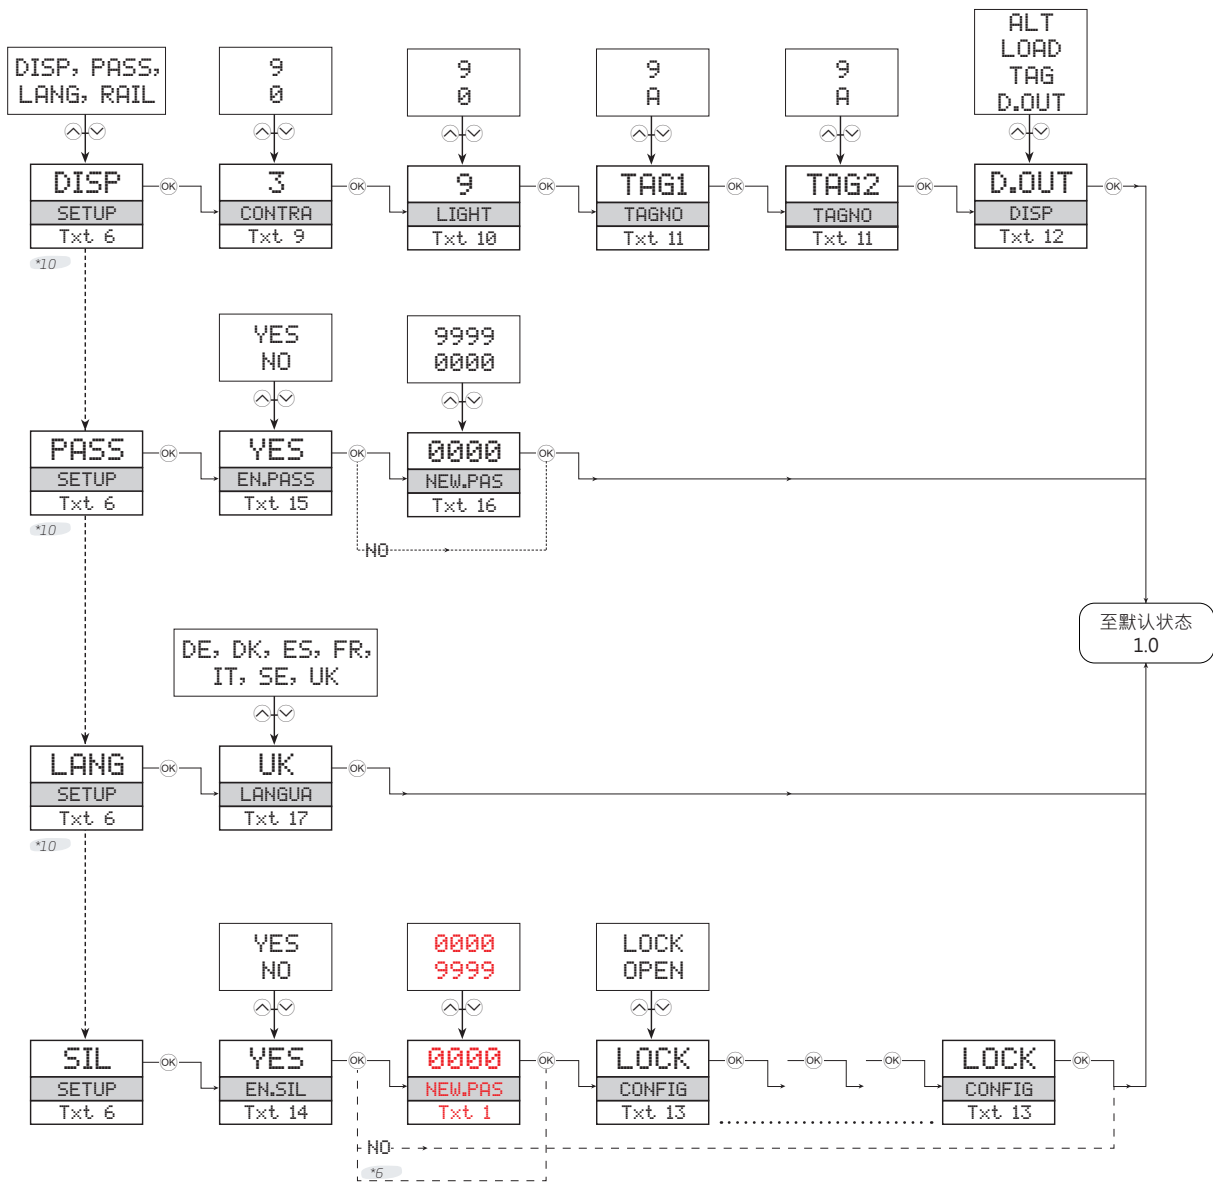 DISP, PASS,
LANG, RAIL
9
0
9
0
9
A
9
A
ALT
LOAD
TAG
D.OUT
DISP
SETUP
Txt 6
*10
OK
3
CONTRA
Txt 9
OK
9
LIGHT
Txt 10
OK
TAG1
TAGNO
Txt 11
OK
TAG2
TAGNO
Txt 11
OK
D.OUT
DISP
Txt 12
OK
YES
NO
9999
0000
PASS
SETUP
Txt 6
*10
OK
YES
EN.PASS
Txt 15
OK
0000
NEW.PAS
Txt 16
OK
NO
至默认状态
1.0
DE, DK, ES, FR,
IT, SE, UK
LANG
SETUP
Txt 6
*10
OK
UK
LANGUA
Txt 17
OK
YES
NO
0000
9999
LOCK
OPEN
SIL
SETUP
Txt 6
OK
YES
EN.SIL
Txt 14
OK
0000
NEW.PAS
Txt 1
OK
LOCK
CONFIG
Txt 13
OK
OK
OK
LOCK
CONFIG
Txt 13
OK
NO
*6